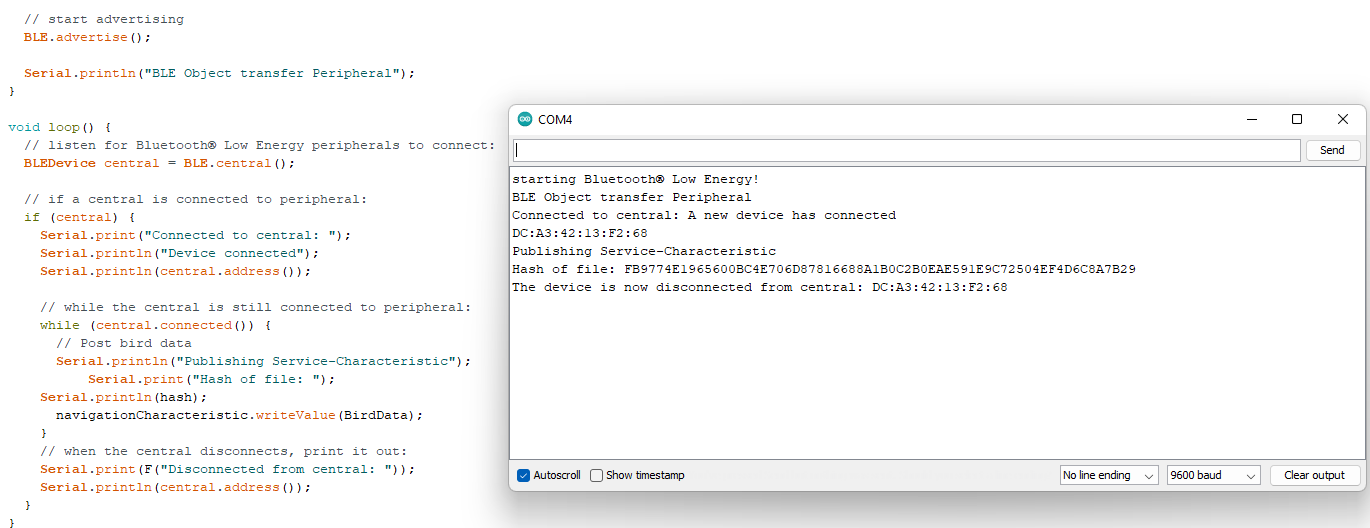 // start advertising
BLE.advertise();
Serial.println("BLE Object transfer Peripheral");
}
void loop() {
// listen for Bluetooth® Low Energy peripherals to connect:
BLEDevice central = BLE.central();
// if a central is connected to peripheral:
if (central) {
Serial.print("Connected to central: ");
Serial.println("Device connected");
Serial.println(central.address());
// while the central is still connected to peripheral:
while (central.connected()) {
// Post bird data
Serial.println("Publishing Service-Characteristic");
Serial.print("Hash of file: ");
Serial.println(hash);
navigationCharacteristic.writeValue(BirdData);
}
// when the central disconnects, print it out:
Serial.print(F("Disconnected from central: "));
Serial.println(central.address());
}
}
COM4
Send
starting Bluetooth® Low Energy!
BLE Object transfer Peripheral
Connected to central: A new device has connected
DC:A3:42:13:F2:68
Publishing Service-Characteristic
Hash of file: FB9774E1965600BC4E706D87816688A1B0C2B0EAE591E9C72504EF4D6C8A7B29
The device is now disconnected from central: DC:A3:42:13:F2:68
Autoscroll
Show timestamp
No line ending
9600 baud
Clear output